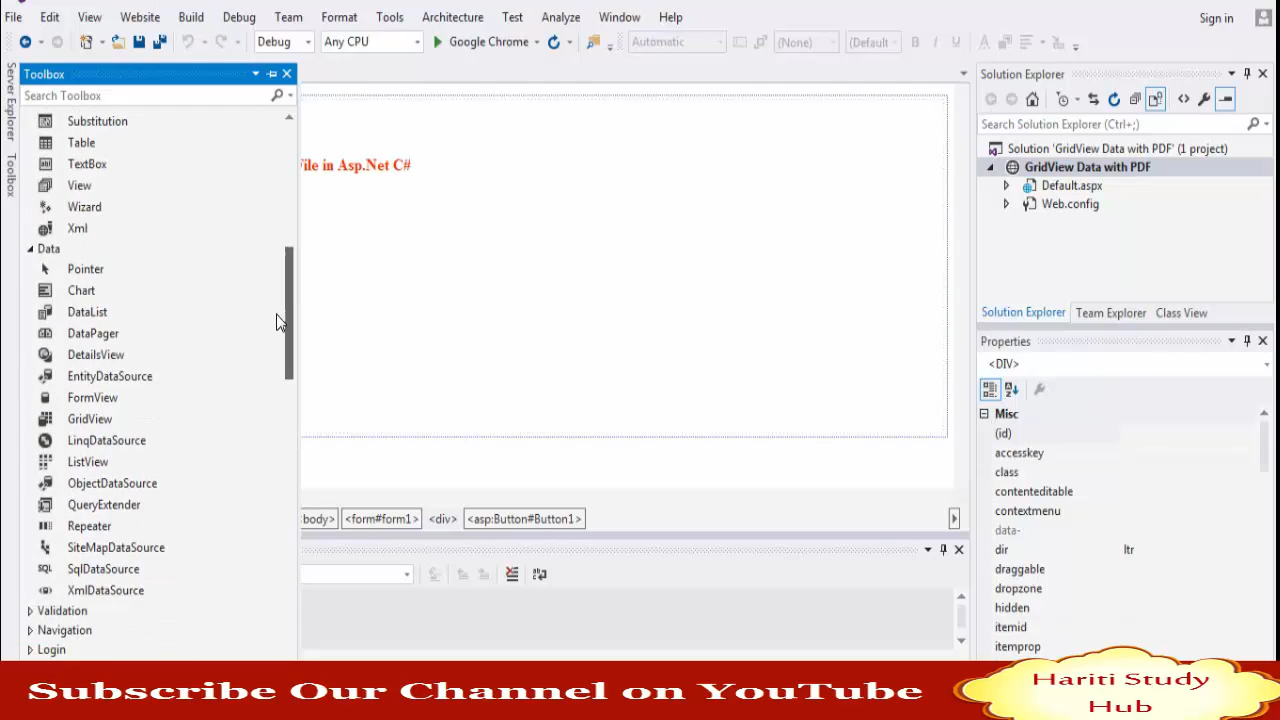 File Edit View Website Build Debug Team Format Tools Architecture Test Analyze Window Help
Sign in
Debug Any CPU Google Chrome Automatic (None) (Default B I U A
Server Explorer
Toolbox
Toolbox
Search Toolbox
Substitution
Table
TextBox
View
Wizard
Xml
Data
Pointer
Chart
DataList
DataPager
DetailsView
EntityDataSource
FormView
GridView
LinqDataSource
ListView
ObjectDataSource
QueryExtender
Repeater
SiteMapDataSource
SqlDataSource
XmlDataSource
Validation
Navigation
Login
File in Asp.Net C#
body> <form#form1> <div> <asp:Button#Button1>
Solution Explorer
Search Solution Explorer (Ctrl+;)
Solution 'GridView Data with PDF' (1 project)
GridView Data with PDF
Default.aspx
Web.config
Solution Explorer Team Explorer Class View
Properties
<DIV>
Misc
(id)
accesskey
class
contenteditable
contextmenu
data-
dir ltr
draggable
dropzone
hidden
itemid
itemprop
Subscribe Our Channel on YouTube
Hariti Study
Hub